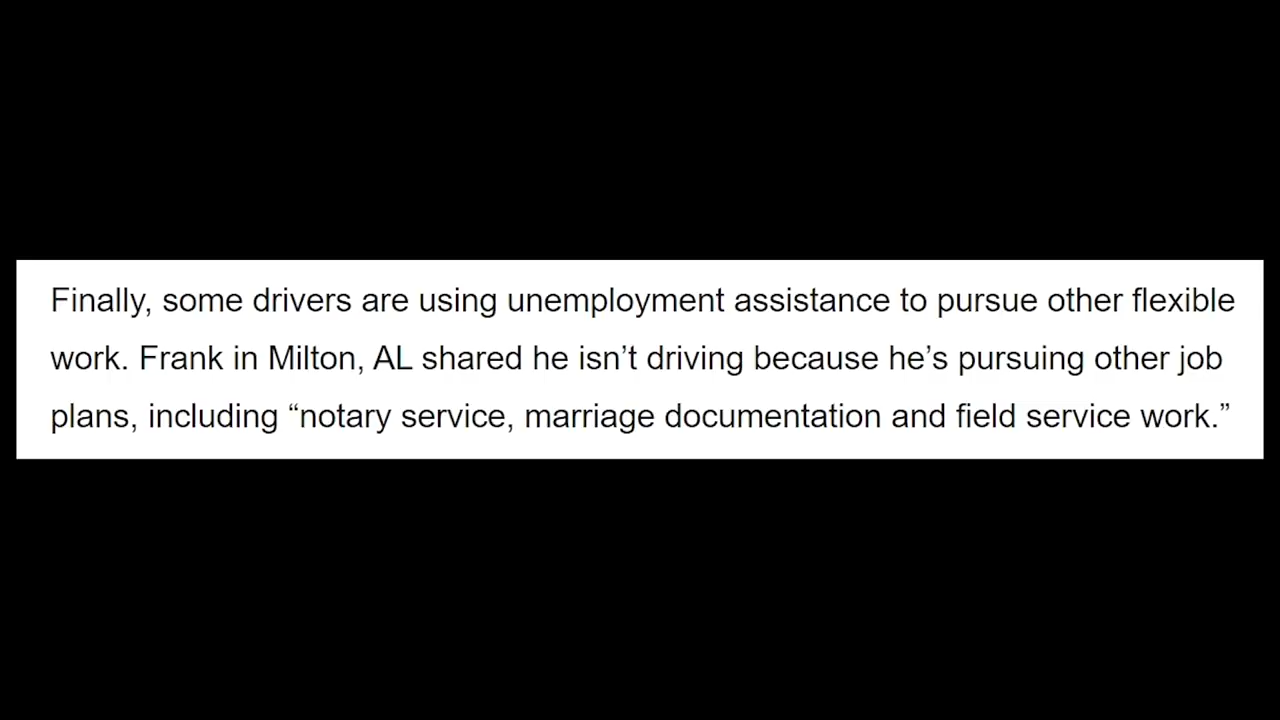 Finally, some drivers are using unemployment assistance to pursue other flexible
work. Frank in Milton, AL shared he isn’t driving because he’s pursuing other job
plans, including “notary service, marriage documentation and field service work.”